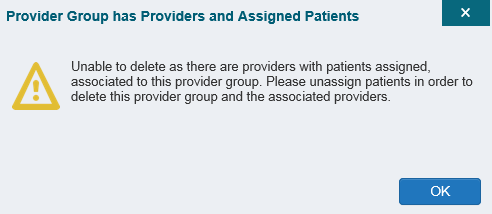 Provider Group has Providers and Assigned Patients
x
Unable to delete as there are providers with patients assigned,
associated to this provider group. Please unassign patients in order to
delete this provider group and the associated providers.
OK